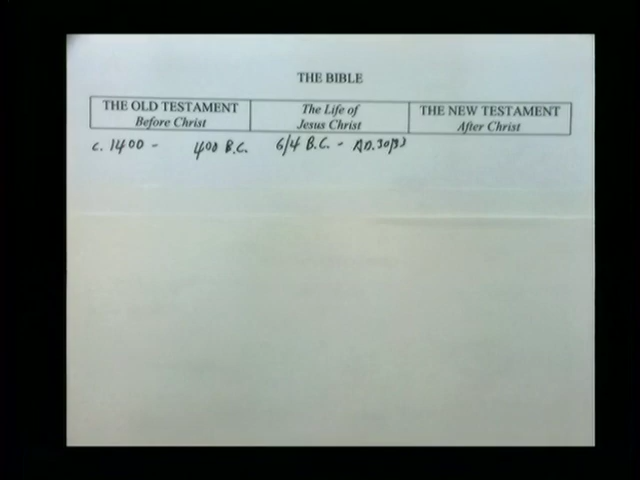 THE BIBLE
THE OLD TESTAMENT The Life of THE NEW TESTAMENT
Before Christ Jesus Christ After Christ
c. 1400 - 400 B.C. 6/4 B.C. - A.D. 30/33